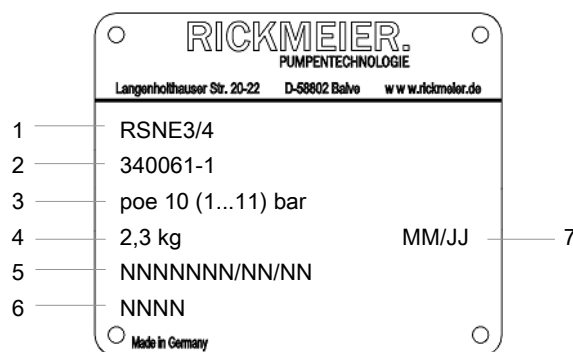 RICKMEIER.
PUMPENTECHNOLOGIE
Langenholthauser Str. 20-22 D-58802 Balve www.rickmeier.de
1 RSNE3/4
2 340061-1
3 poe 10 (1...11) bar
4 2,3 kg MM/JJ 7
5 NNNNNNN/NN/NN
6 NNNN
Made in Germany